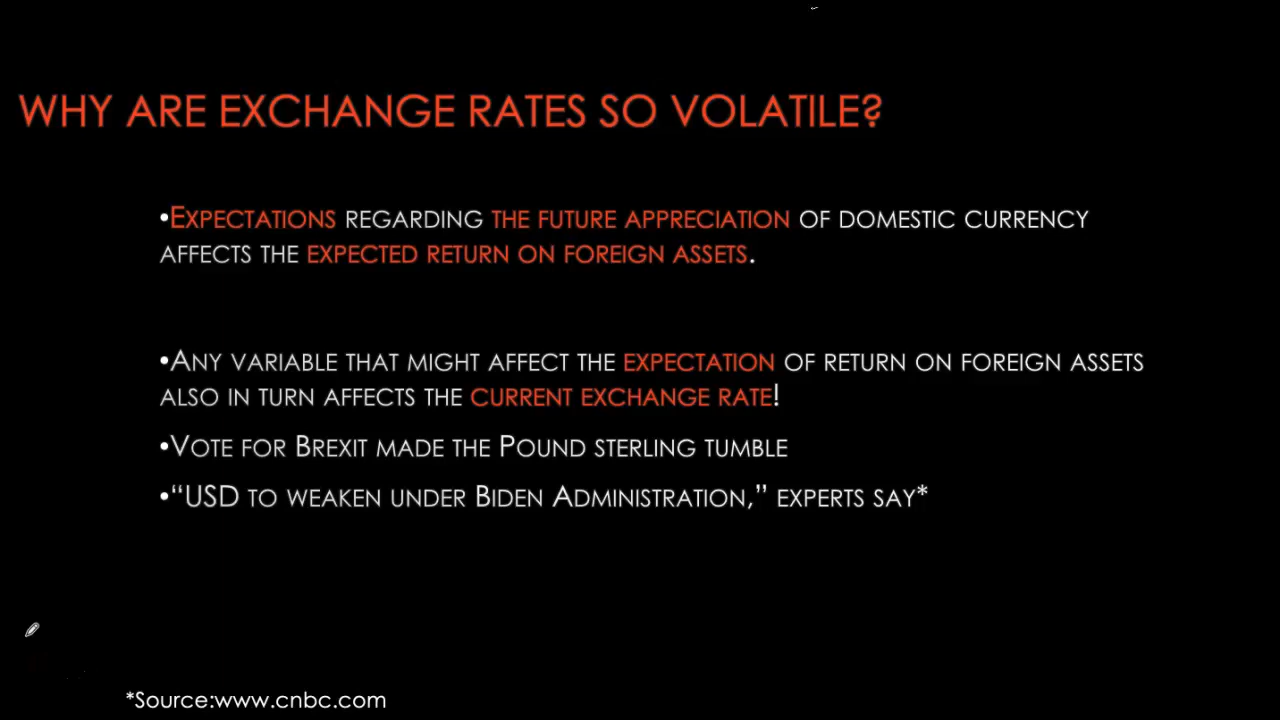 WHY ARE EXCHANGE RATES SO VOLATILE?
•EXPECTATIONS REGARDING THE FUTURE APPRECIATION OF DOMESTIC CURRENCY
AFFECTS THE EXPECTED RETURN ON FOREIGN ASSETS.
•ANY VARIABLE THAT MIGHT AFFECT THE EXPECTATION OF RETURN ON FOREIGN ASSETS
ALSO IN TURN AFFECTS THE CURRENT EXCHANGE RATE!
•VOTE FOR BREXIT MADE THE POUND STERLING TUMBLE
•“USD TO WEAKEN UNDER BIDEN ADMINISTRATION,” EXPERTS SAY*
*Source:www.cnbc.com